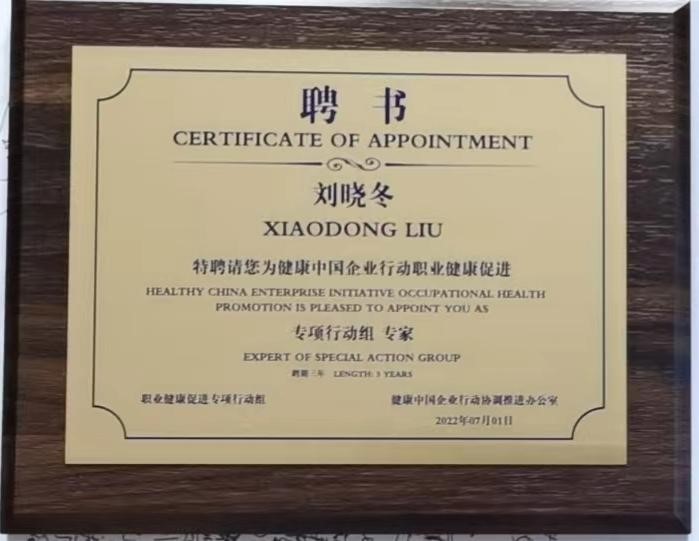 聘 书
CERTIFICATE OF APPOINTMENT
刘晓冬
XIAODONG LIU
特聘请您为健康中国企业行动职业健康促进
HEALTHY CHINA ENTERPRISE INITIATIVE OCCUPATIONAL HEALTH
PROMOTION IS PLEASED TO APPOINT YOU AS
专项行动组 专家
EXPERT OF SPECIAL ACTION GROUP
聘期三年 LENGTH: 3 YEARS
职业健康促进专项行动组 健康中国企业行动协调推进办公室
2022年07月01日